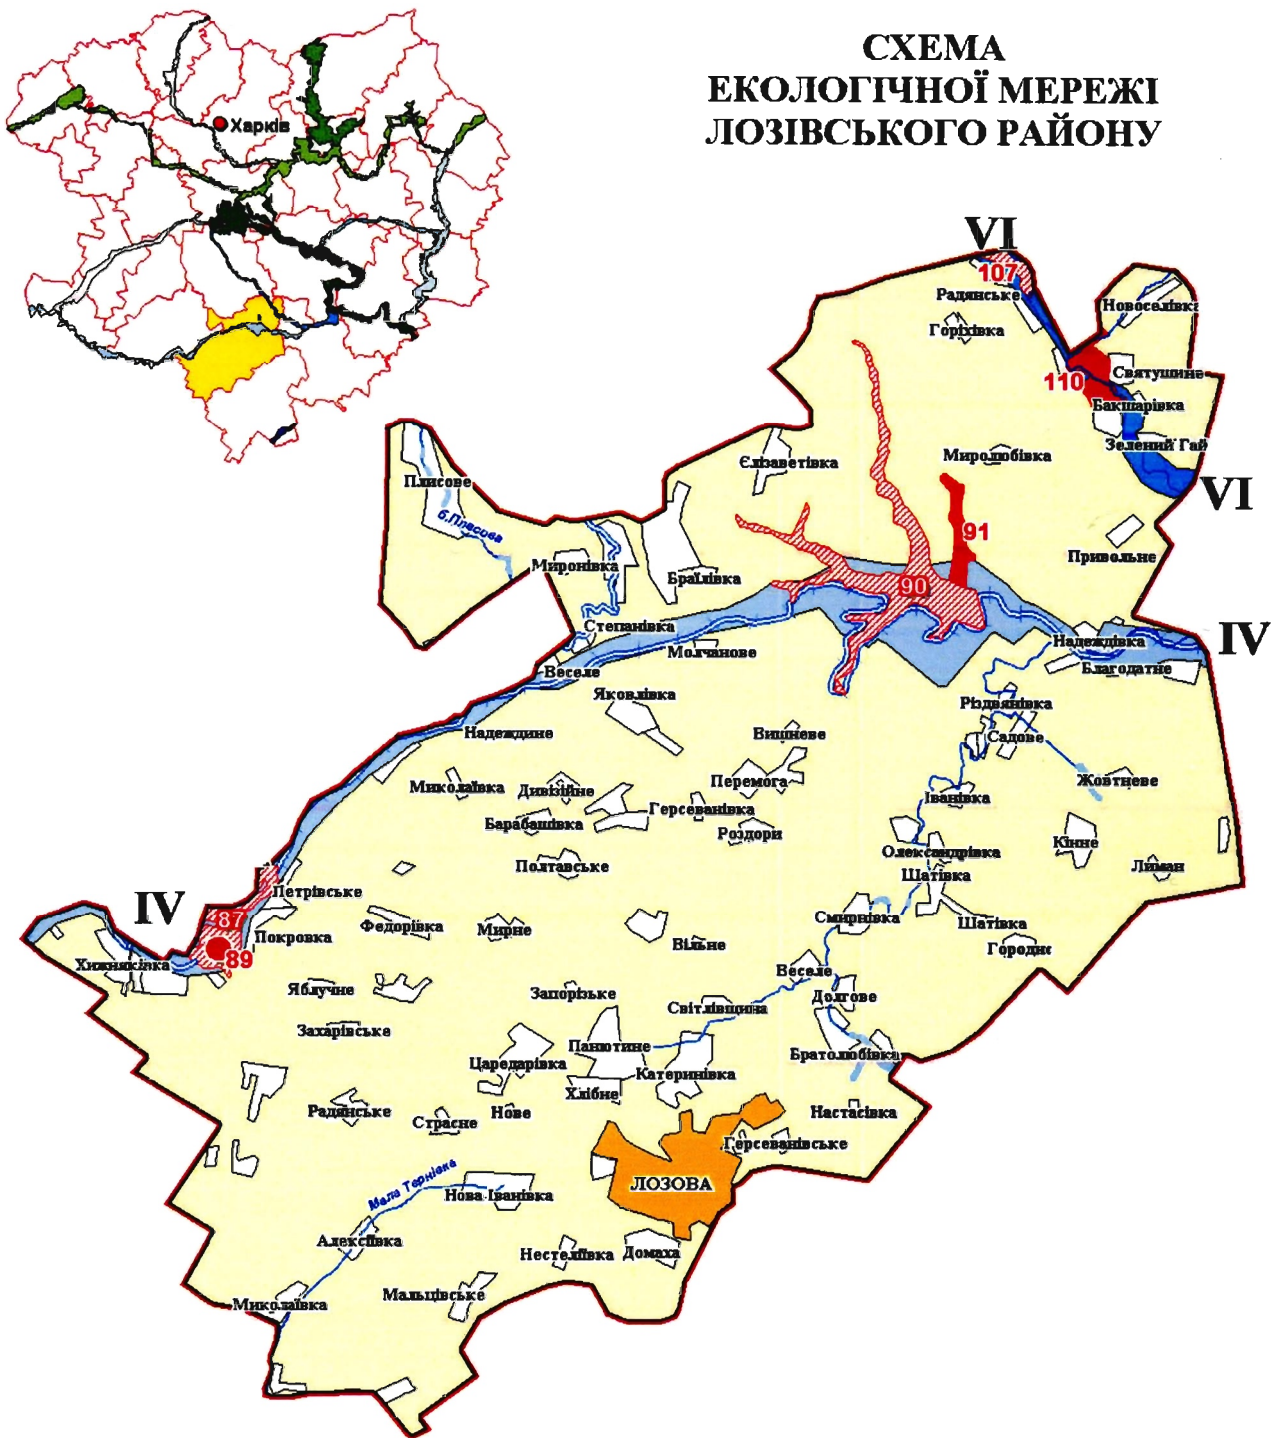 СХЕМА
ЕКОЛОГІЧНОЇ МЕРЕЖІ
ЛОЗІВСЬКОГО РАЙОНУ
Харків
VI
107
Радянське
Новоселівка
Горіхівка
Святушине
110
Бакшарівка
Зелений Гай
Миролюбівка
Єлізаветівка
Плисове
VI
б.Плясова
91
Привольне
Миронівка
Браїлівка
90
Степанівка
Надеждівка
IV
Молчанове
Благодатне
Веселе
Яковлівка
Різдвянівка
Надеждине
Вишневе
Садове
Миколаївка
Дивізійне
Перемога
Жовтневе
Герсеванівка
Іванівка
Барабашівка
Роздори
Олександрівка
Кінне
Полтавське
Шатівка
Лиман
Петрівське
IV
87
Смирнівка
Шатівка
Федорівка
Мирне
Покровка
Вільне
Городнє
89
Хижняківка
Веселе
Яблучне
Запорізьке
Долгове
Світлівщина
Захарівське
Панютине
Братолюбівка
Царедарівка
Катеринівка
Хлібне
Радянське
Нове
Настасівка
Страсне
Герсеванівське
Мала Тернівка
ЛОЗОВА
Нова Іванівка
Алексіївка
Нестеліївка
Домаха
Мальцівське
Миколаївка